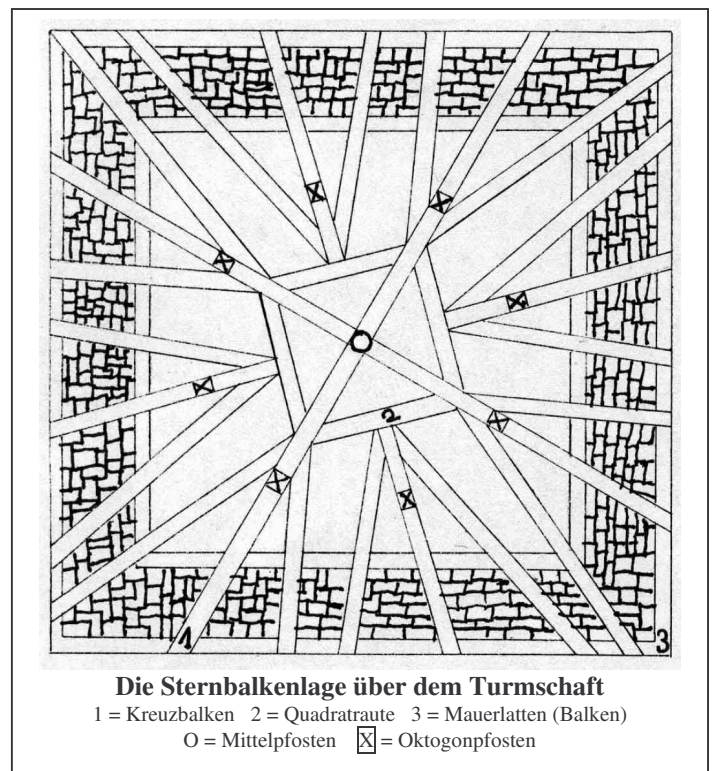 2
1
3
Die Sternbalkenlage über dem Turmschaft
1 = Kreuzbalken 2 = Quadratraute 3 = Mauerlatten (Balken)
O = Mittelpfosten X = Oktogonpfosten